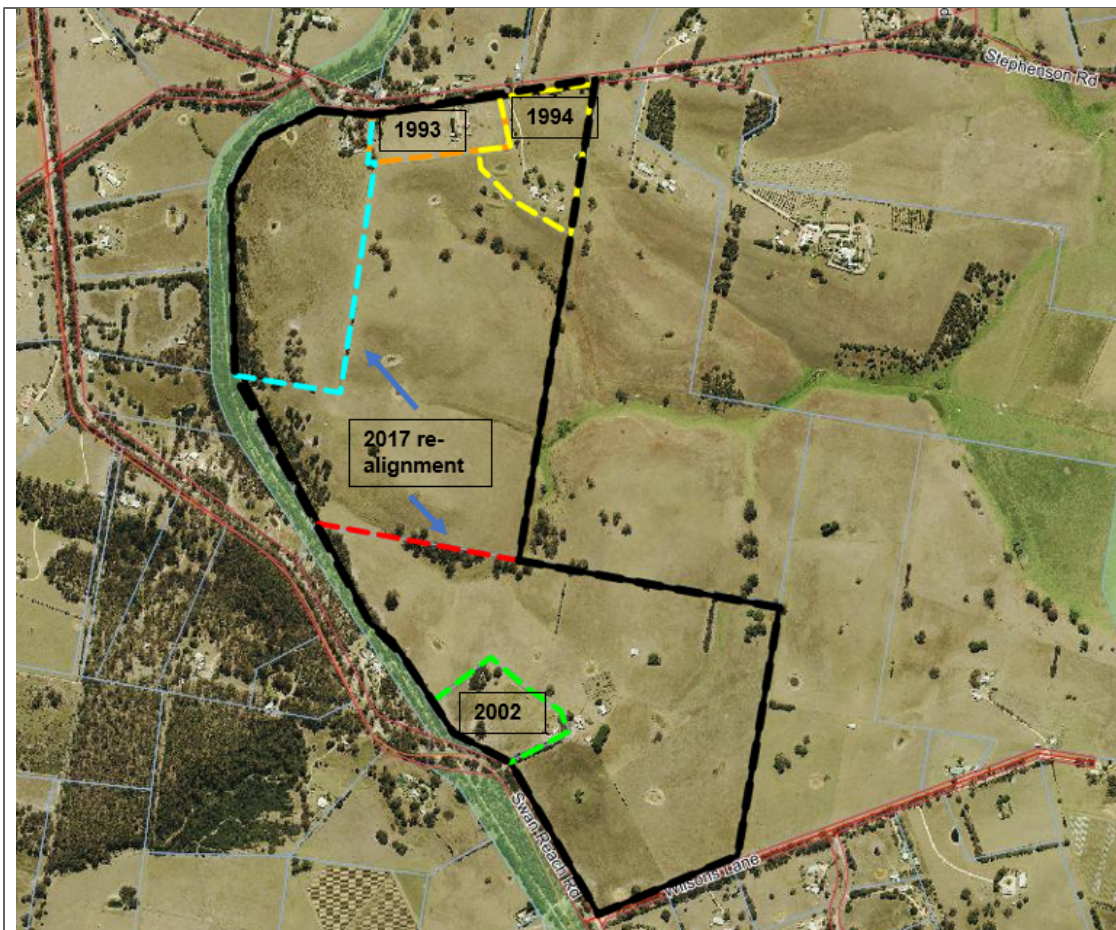 Stephenson Rd
1993
1994
2017 re-
alignment
2002
Swan Reach Rd
Wilsons Lane